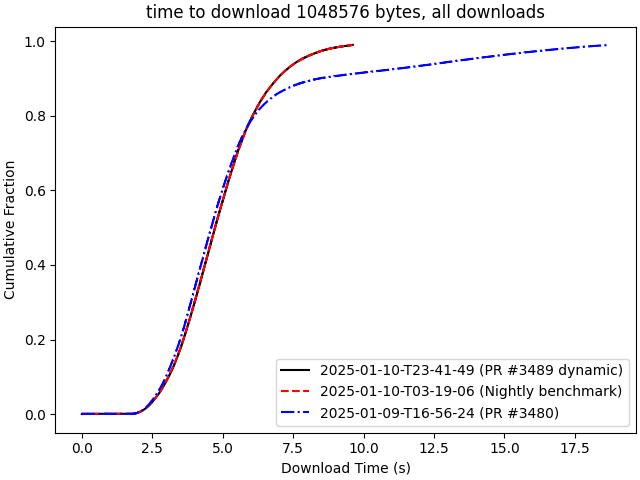 time to download 1048576 bytes, all downloads
1.0
0.8
0.6
0.4
0.2
0.0
Cumulative Fraction
2025-01-10-T23-41-49 (PR #3489 dynamic)
2025-01-10-T03-19-06 (Nightly benchmark)
2025-01-09-T16-56-24 (PR #3480)
0.0 2.5 5.0 7.5 10.0 12.5 15.0 17.5
Download Time (s)